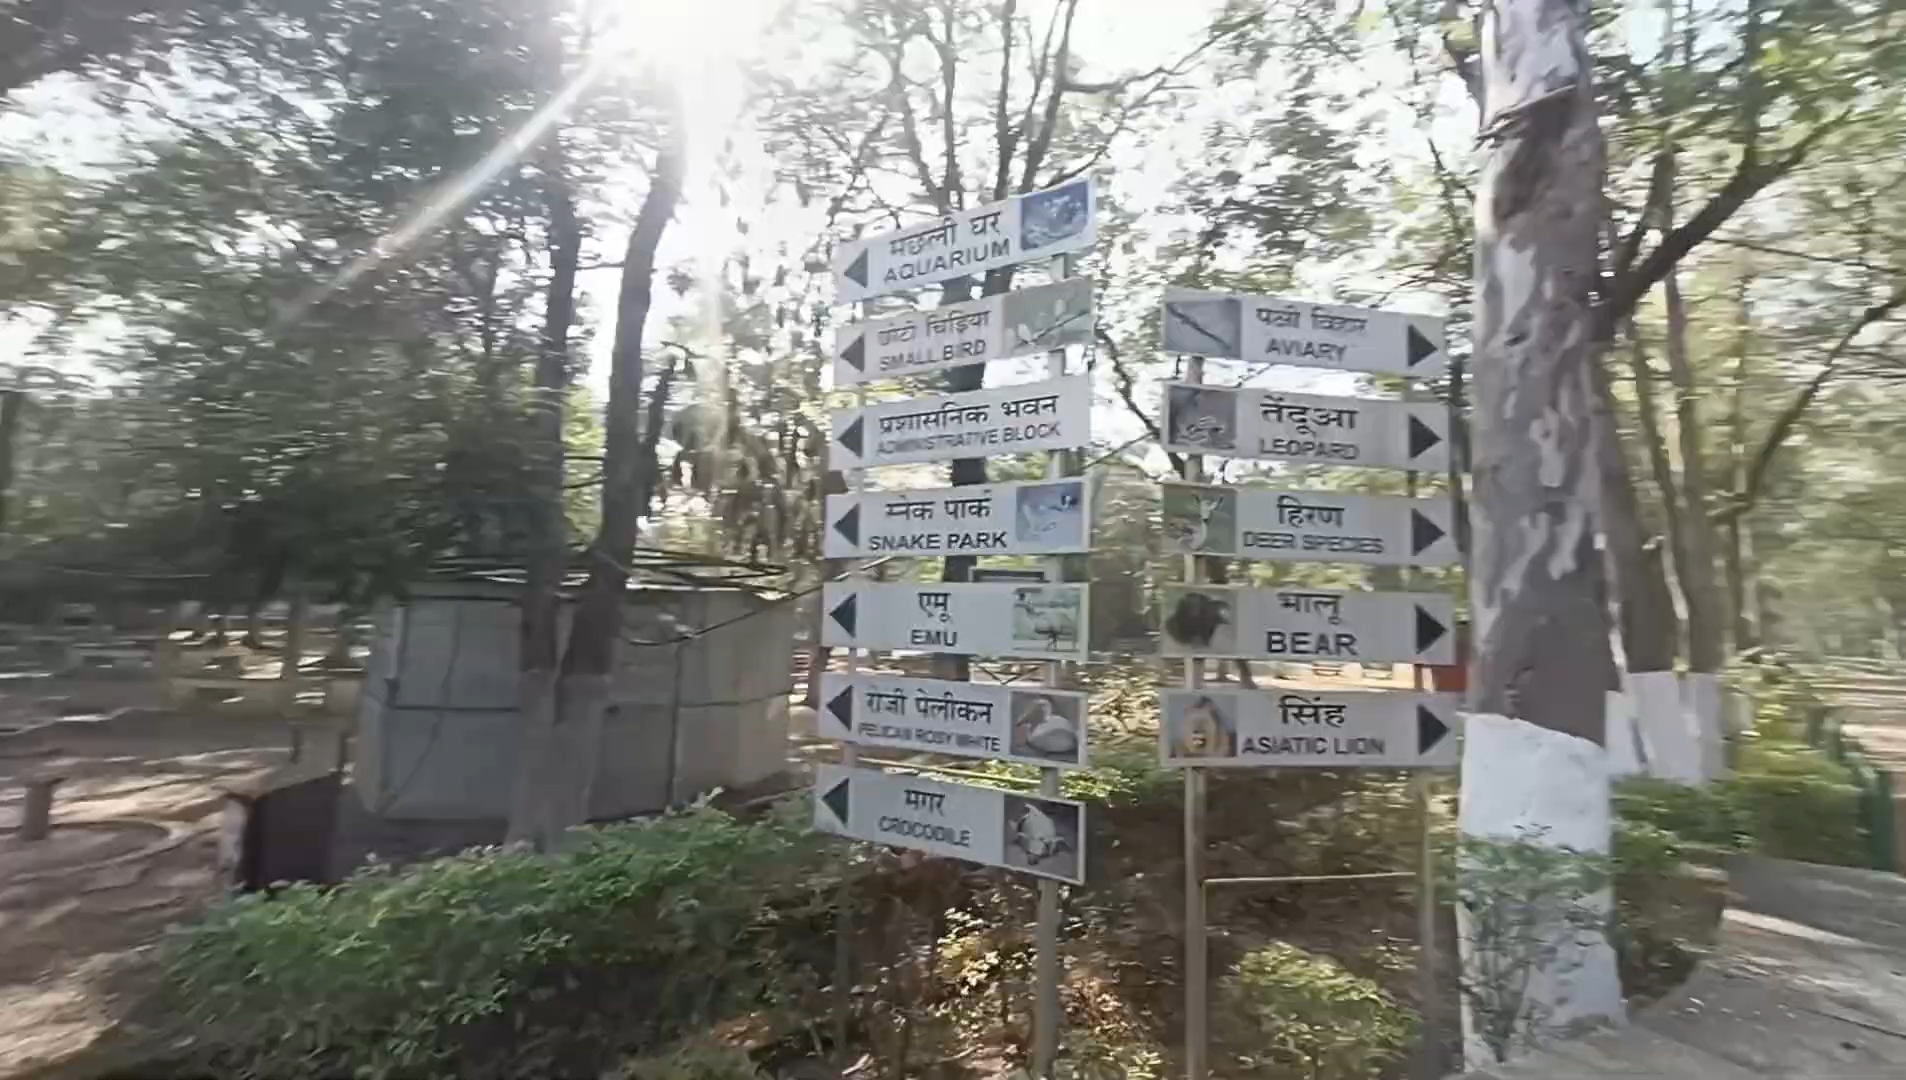 मछली घर
AQUARIUM
छोटी चिड़िया
SMALL BIRD
प्रशासनिक भवन
ADMINISTRATIVE BLOCK
स्नेक पार्क
SNAKE PARK
एमू
EMU
रोजी पेलीकन
PELICAN ROSY WHITE
मगर
CROCODILE
AVIARY
तेंदूआ
LEOPARD
हिरण
DEER SPECIES
भालू
BEAR
सिंह
ASIATIC LION